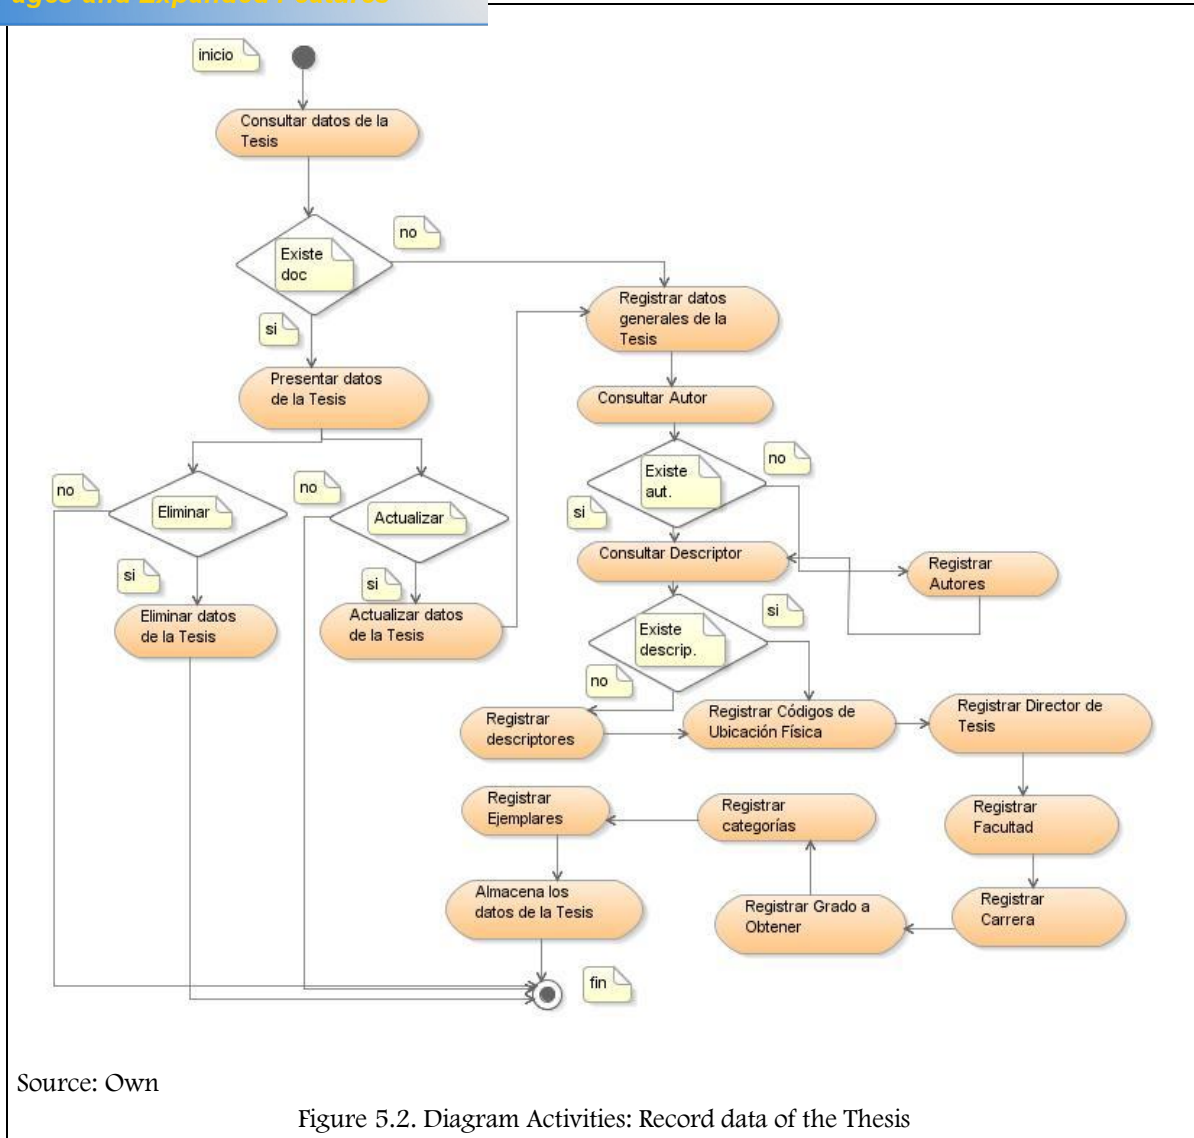 ages and Expanded Features
inicio
Consultar datos de la
Tesis
no
Existe
doc
si
Registrar datos
generales de la
Tesis
Presentar datos
de la Tesis
Consultar Autor
no
Eliminar
no
Actualizar
Existe
aut.
no
si
si
Eliminar datos
de la Tesis
si
Actualizar datos
de la Tesis
Consultar Descriptor
Registrar
Autores
Existe
descrip.
si
no
Registrar
descriptores
Registrar Códigos de
Ubicación Física
Registrar Director de
Tesis
Registrar
Ejemplares
Registrar
categorías
Registrar
Facultad
Almacena los
datos de la Tesis
Registrar Grado a
Obtener
Registrar
Carrera
fin
Source: Own
Figure 5.2. Diagram Activities: Record data of the Thesis